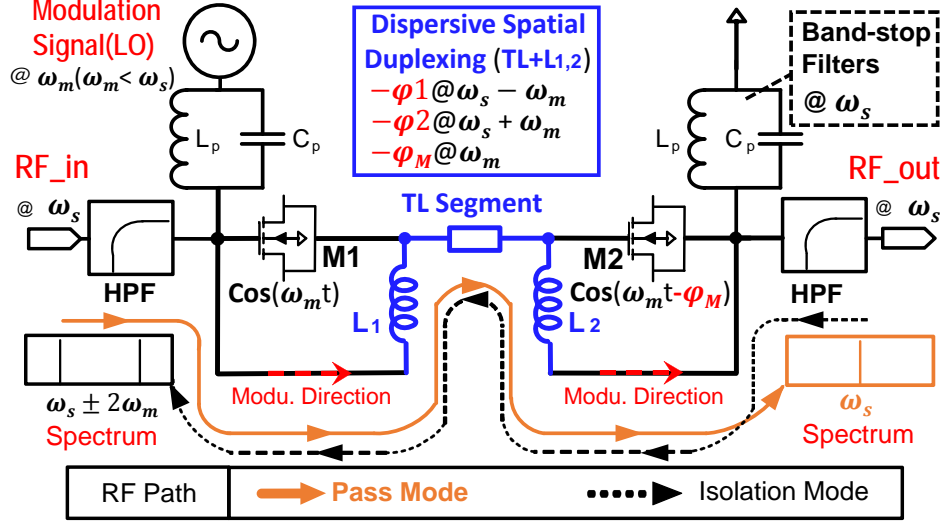 Modulation
Signal(LO)
@ ωm(ωm< ωs)
Dispersive Spatial
Duplexing (TL+L1,2)
−φ1@ωs − ωm
−φ2@ωs + ωm
−φM@ωm
Band-stop
Filters
@ ωs
Lp
Cp
Lp
Cp
RF_in
@ ωs
RF_out
@ ωs
TL Segment
HPF
M1
M2
HPF
Cos(ωmt)
L1
L2
Cos(ωmt-φM)
Modu. Direction
Modu. Direction
ωs ± 2ωm
Spectrum
ωs
Spectrum
RF Path
Pass Mode
Isolation Mode